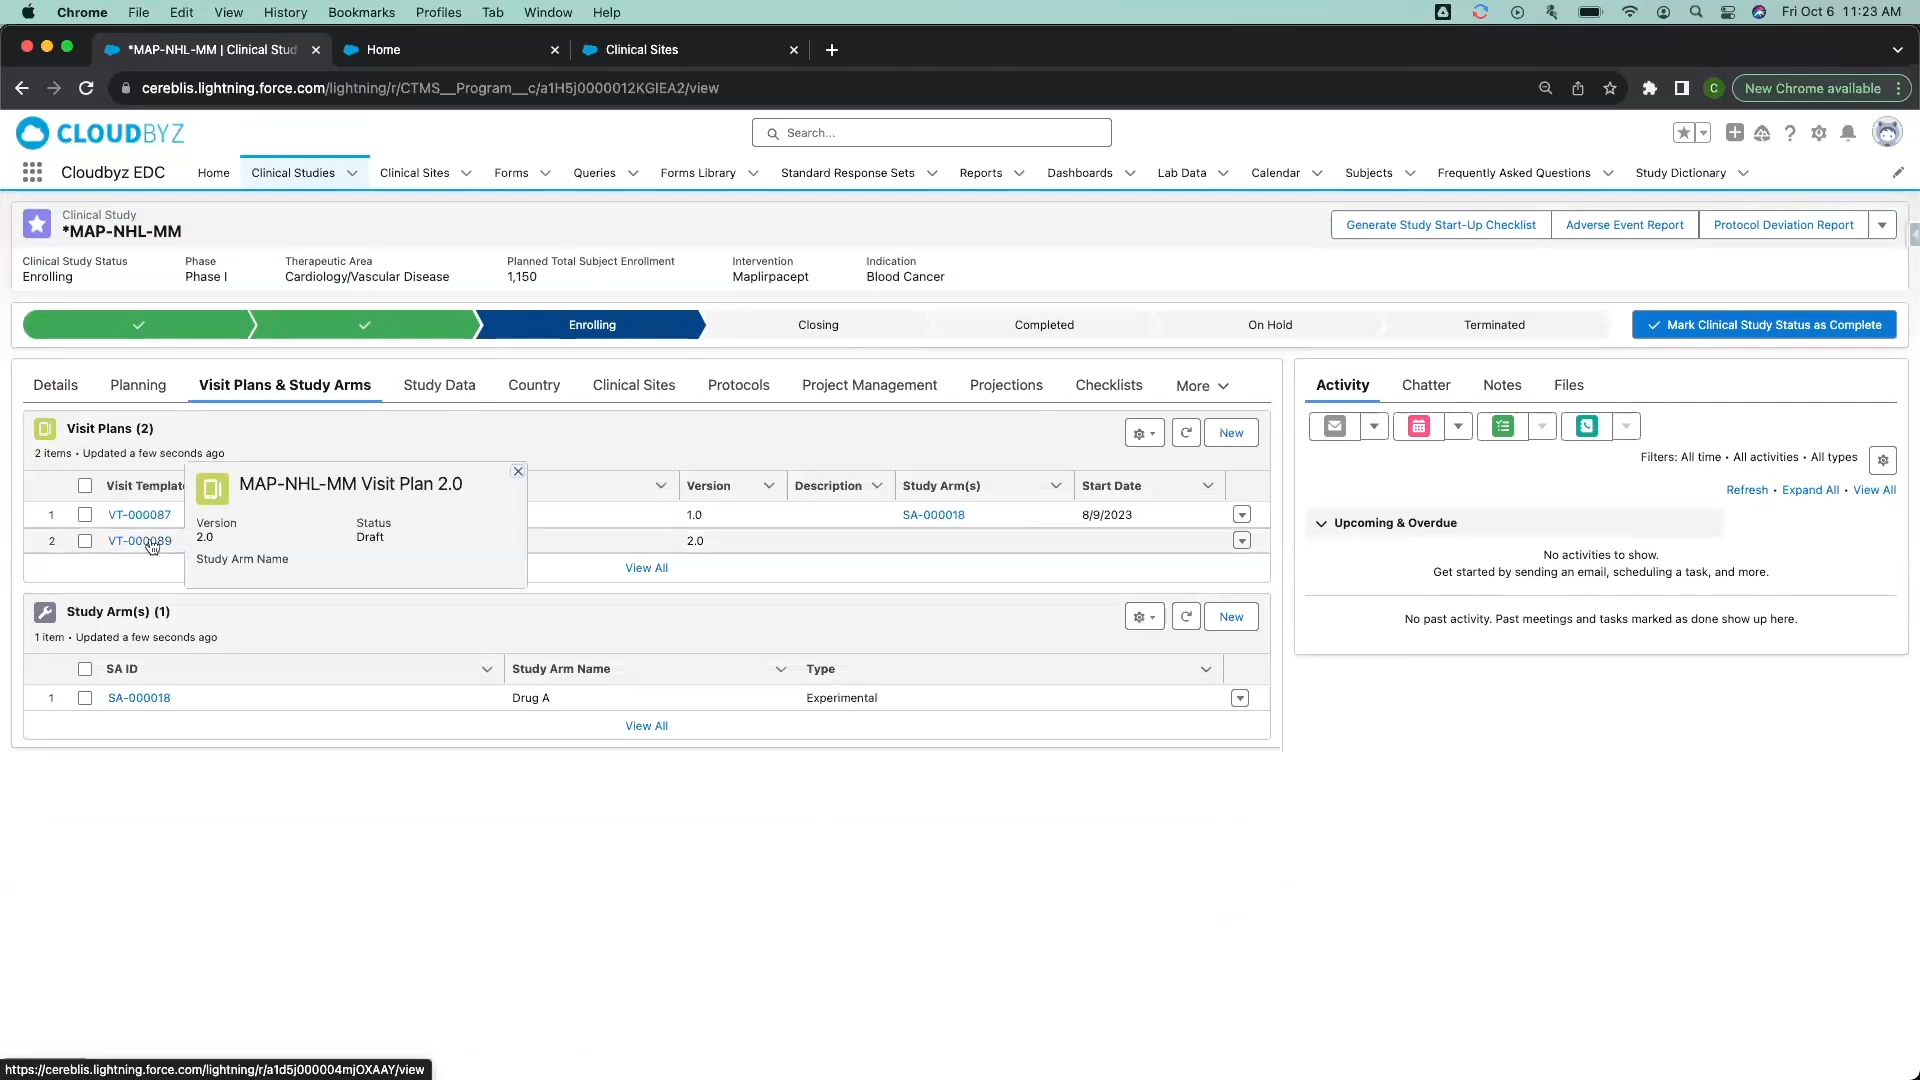 Chrome File Edit View History Bookmarks Profiles Tab Window Help Fri Oct 6 11:23 AM
*MAP-NHL-MM | Clinical Stud Home Clinical Sites
cereblis.lightning.force.com/lightning/r/CTMS__Program__c/a1H5j0000012KGIEA2/view C New Chrome available
CLOUDBYZ Search...
Cloudbyz EDC Home Clinical Studies Clinical Sites Forms Queries Forms Library Standard Response Sets Reports Dashboards Lab Data Calendar Subjects Frequently Asked Questions Study Dictionary
Clinical Study
*MAP-NHL-MM
Generate Study Start-Up Checklist Adverse Event Report Protocol Deviation Report
Clinical Study Status Phase Therapeutic Area Planned Total Subject Enrollment Intervention Indication
Enrolling Phase I Cardiology/Vascular Disease 1,150 Maplirpacept Blood Cancer
Enrolling Closing Completed On Hold Terminated Mark Clinical Study Status as Complete
Details Planning Visit Plans & Study Arms Study Data Country Clinical Sites Protocols Project Management Projections Checklists More
Visit Plans (2) New
2 items • Updated a few seconds ago
Visit Template Version Description Study Arm(s) Start Date
1 VT-000087 1.0 SA-000018 8/9/2023
2 VT-000089 2.0
View All
MAP-NHL-MM Visit Plan 2.0
Version Status
2.0 Draft
Study Arm Name
Study Arm(s) (1) New
1 item • Updated a few seconds ago
SA ID Study Arm Name Type
1 SA-000018 Drug A Experimental
View All
Activity Chatter Notes Files
Filters: All time • All activities • All types
Refresh • Expand All • View All
Upcoming & Overdue
No activities to show.
Get started by sending an email, scheduling a task, and more.
No past activity. Past meetings and tasks marked as done show up here.
https://cereblis.lightning.force.com/lightning/r/a1d5j000004mjOXAAY/view